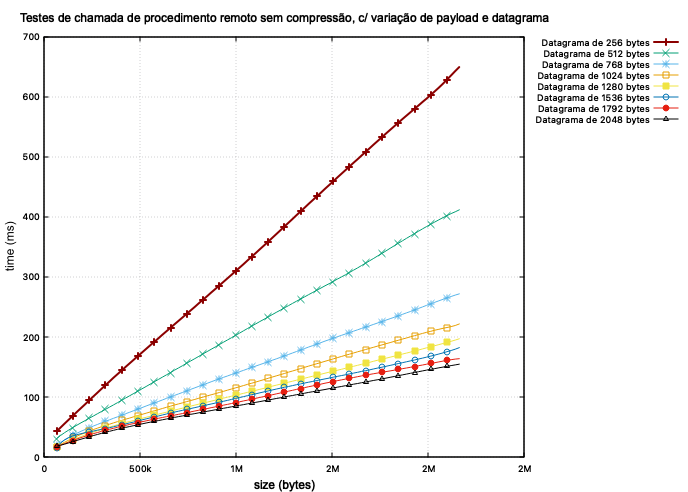 Testes de chamada de procedimento remoto sem compressão, c/ variação de payload e datagrama
Datagrama de 256 bytes
Datagrama de 512 bytes
Datagrama de 768 bytes
Datagrama de 1024 bytes
Datagrama de 1280 bytes
Datagrama de 1536 bytes
Datagrama de 1792 bytes
Datagrama de 2048 bytes
700
600
500
400
300
200
100
0
time (ms)
0 500k 1M 2M 2M 2M
size (bytes)